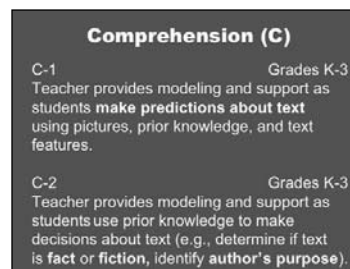 Comprehension (C)
C-1 Grades K-3
Teacher provides modeling and support as
students make predictions about text
using pictures, prior knowledge, and text
features.
C-2 Grades K-3
Teacher provides modeling and support as
students use prior knowledge to make
decisions about text (e.g., determine if text
is fact or fiction, identify author's purpose).